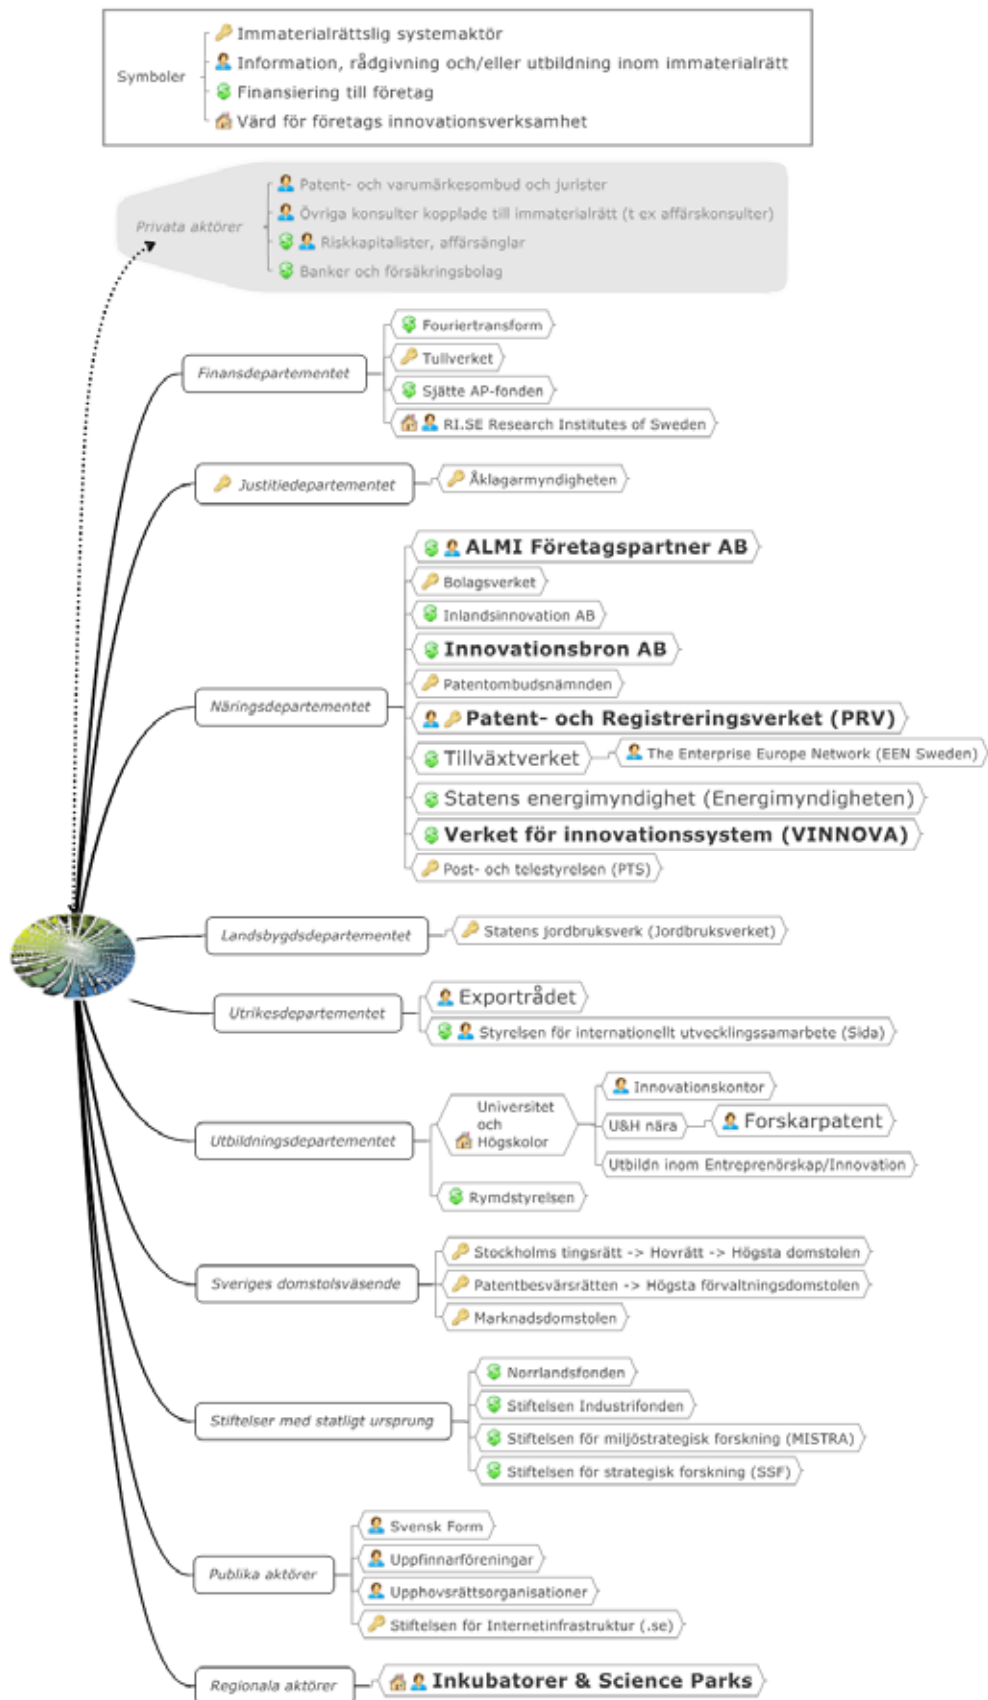 Symboler
Immaterialrättslig systemaktör
Information, rådgivning och/eller utbildning inom immaterialrätt
Finansiering till företag
Värd för företags innovationsverksamhet
Privata aktörer
Patent- och varumärkesombud och jurister
Övriga konsulter kopplade till immaterialrätt (t ex affärskonsulter)
Riskkapitalister, affärsänglar
Banker och försäkringsbolag
Finansdepartementet
Fouriertransform
Tullverket
Sjätte AP-fonden
RI.SE Research Institutes of Sweden
Justitiedepartementet
Åklagarmyndigheten
Näringsdepartementet
ALMI Företagspartner AB
Bolagsverket
Inlandsinnovation AB
Innovationsbron AB
Patentombudsnämnden
Patent- och Registreringsverket (PRV)
Tillväxtverket
The Enterprise Europe Network (EEN Sweden)
Statens energimyndighet (Energimyndigheten)
Verket för innovationssystem (VINNOVA)
Post- och telestyrelsen (PTS)
Landsbygdsdepartementet
Statens jordbruksverk (Jordbruksverket)
Utrikesdepartementet
Exportrådet
Styrelsen för internationellt utvecklingssamarbete (Sida)
Utbildningsdepartementet
Universitet
och
Högskolor
Innovationskontor
U&H nära
Forskarpatent
Utbildn inom Entreprenörskap/Innovation
Rymdstyrelsen
Sveriges domstolsväsende
Stockholms tingsrätt -> Hovrätt -> Högsta domstolen
Patentbesvärsrätten -> Högsta förvaltningsdomstolen
Marknadsdomstolen
Stiftelser med statligt ursprung
Norrlandsfonden
Stiftelsen Industrifonden
Stiftelsen för miljöstrategisk forskning (MISTRA)
Stiftelsen för strategisk forskning (SSF)
Publika aktörer
Svensk Form
Uppfinnarföreningar
Upphovsrättsorganisationer
Stiftelsen för Internetinfrastruktur (.se)
Regionala aktörer
Inkubatorer & Science Parks